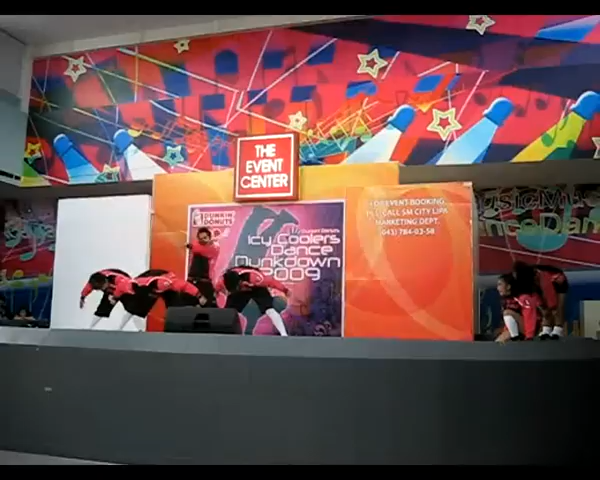 THE
EVENT
CENTER
DUNKIN'
DONUTS
Icy Coolers
Dance
Dunkdown
2009
FOR EVENT BOOKING
PLS. CALL SM CITY LIPA
MARKETING DEPT.
(043) 784-03-58